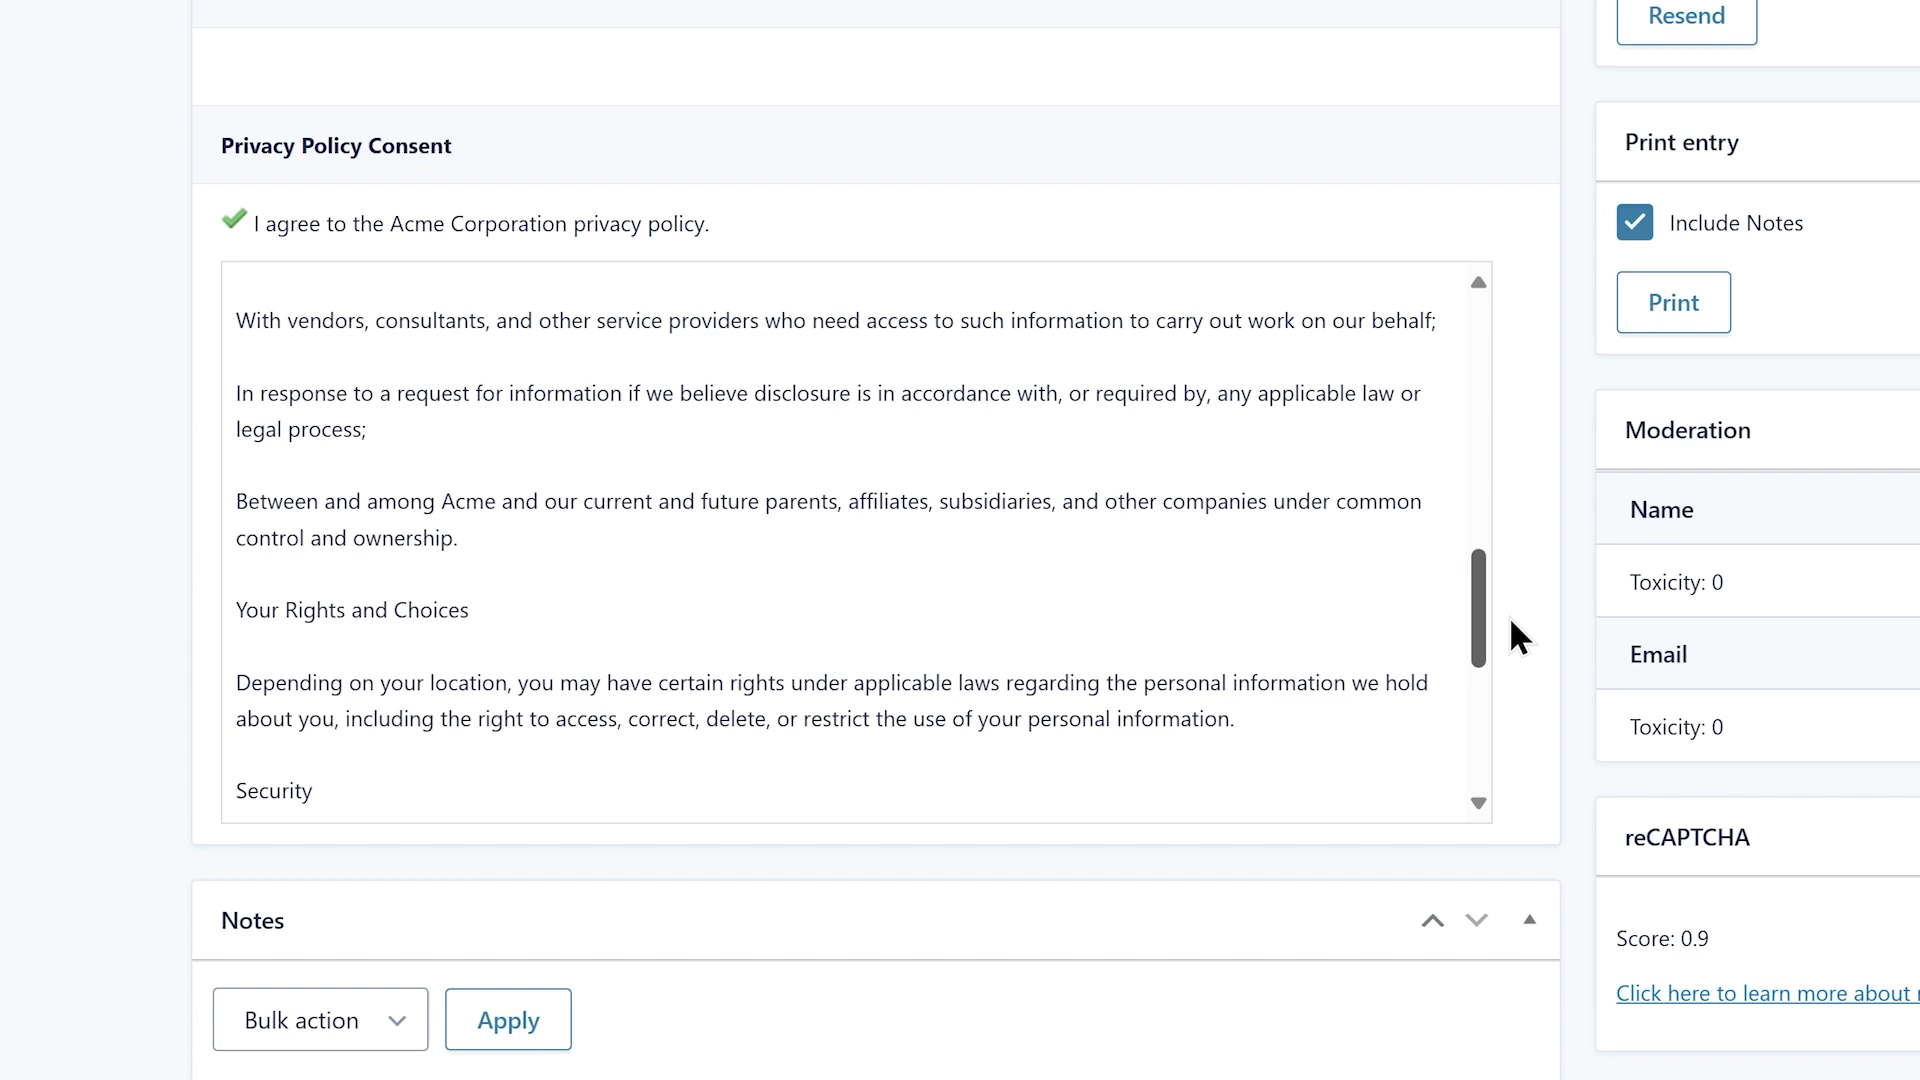 Resend
Privacy Policy Consent
I agree to the Acme Corporation privacy policy.
With vendors, consultants, and other service providers who need access to such information to carry out work on our behalf;
In response to a request for information if we believe disclosure is in accordance with, or required by, any applicable law or
legal process;
Between and among Acme and our current and future parents, affiliates, subsidiaries, and other companies under common
control and ownership.
Your Rights and Choices
Depending on your location, you may have certain rights under applicable laws regarding the personal information we hold
about you, including the right to access, correct, delete, or restrict the use of your personal information.
Security
Notes
Bulk action
Apply
Print entry
Include Notes
Print
Moderation
Name
Toxicity: 0
Email
Toxicity: 0
reCAPTCHA
Score: 0.9
Click here to learn more about